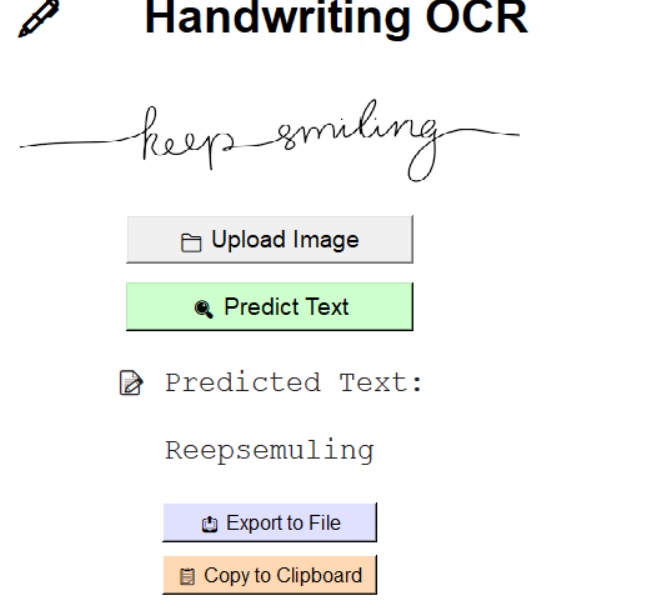 Handwriting OCR
keep smiling
Upload Image
Predict Text
Predicted Text:
Reepsemuling
Export to File
Copy to Clipboard